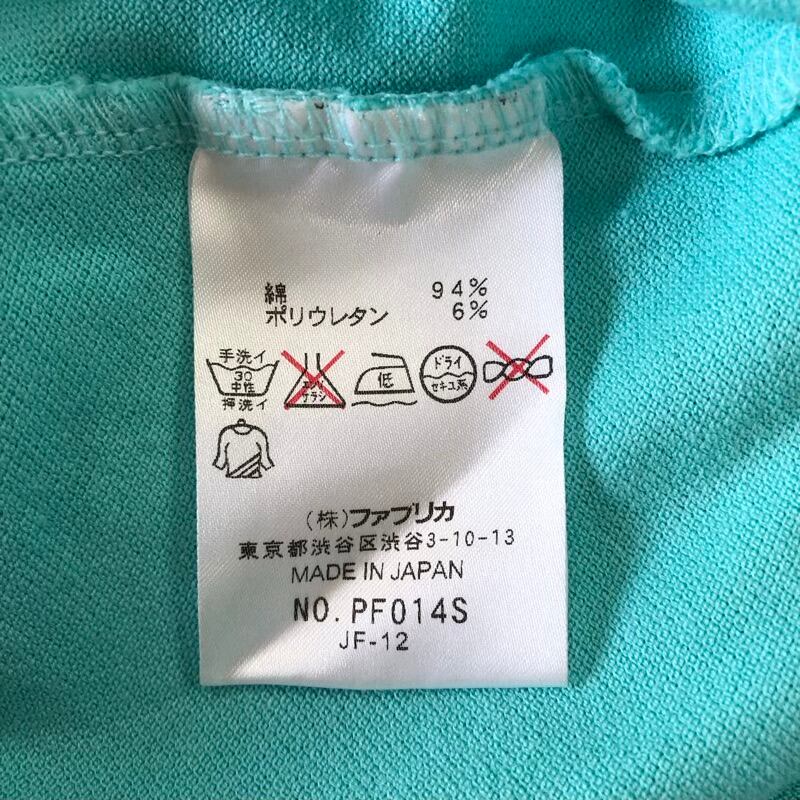 綿 94%
ポリウレタン 6%
手洗イ
30
中性
押洗イ
エンソ
サラシ
低
ドライ
セキユ系
(株)ファブリカ
東京都渋谷区渋谷3-10-13
MADE IN JAPAN
NO. PF014S
JF-12